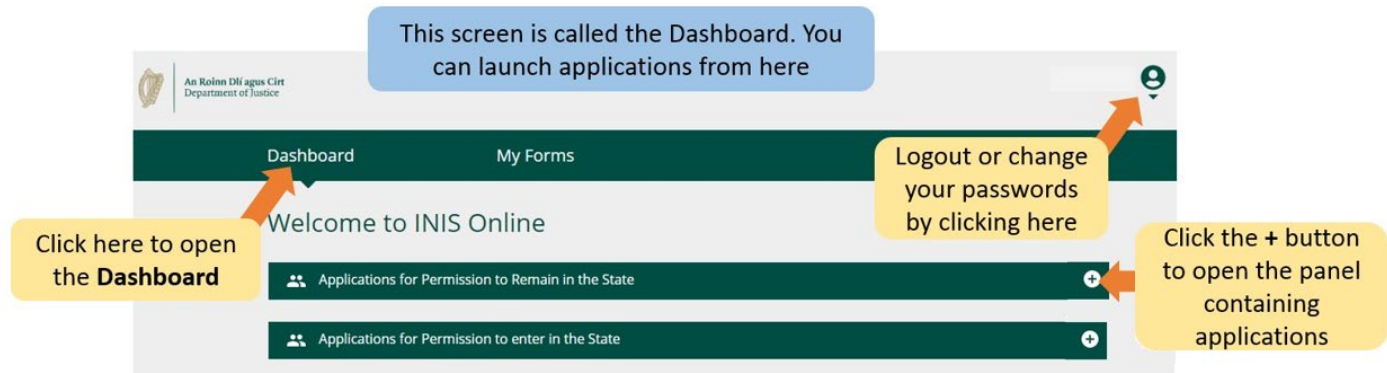 This screen is called the Dashboard. You
can launch applications from here
An Roinn Dlí agus Cirt
Department of Justice
Dashboard
My Forms
Logout or change
your passwords
by clicking here
Welcome to INIS Online
Click here to open
the Dashboard
Click the + button
to open the panel
containing
applications
Applications for Permission to Remain in the State
Applications for Permission to enter in the State